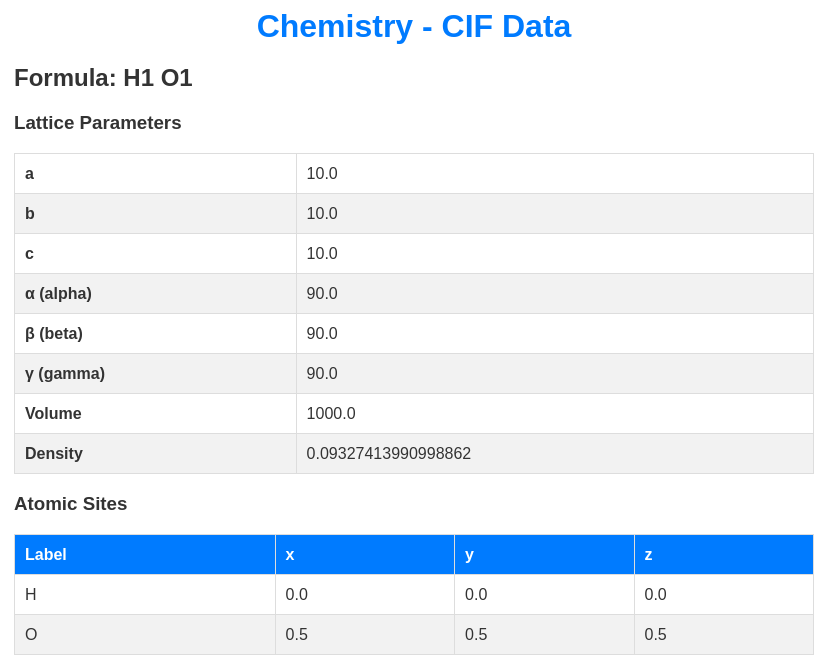 Chemistry - CIF Data
Formula: H1 O1
Lattice Parameters
a 10.0
b 10.0
c 10.0
α (alpha) 90.0
β (beta) 90.0
γ (gamma) 90.0
Volume 1000.0
Density 0.09327413990998862
Atomic Sites
Label x y z
H 0.0 0.0 0.0
O 0.5 0.5 0.5